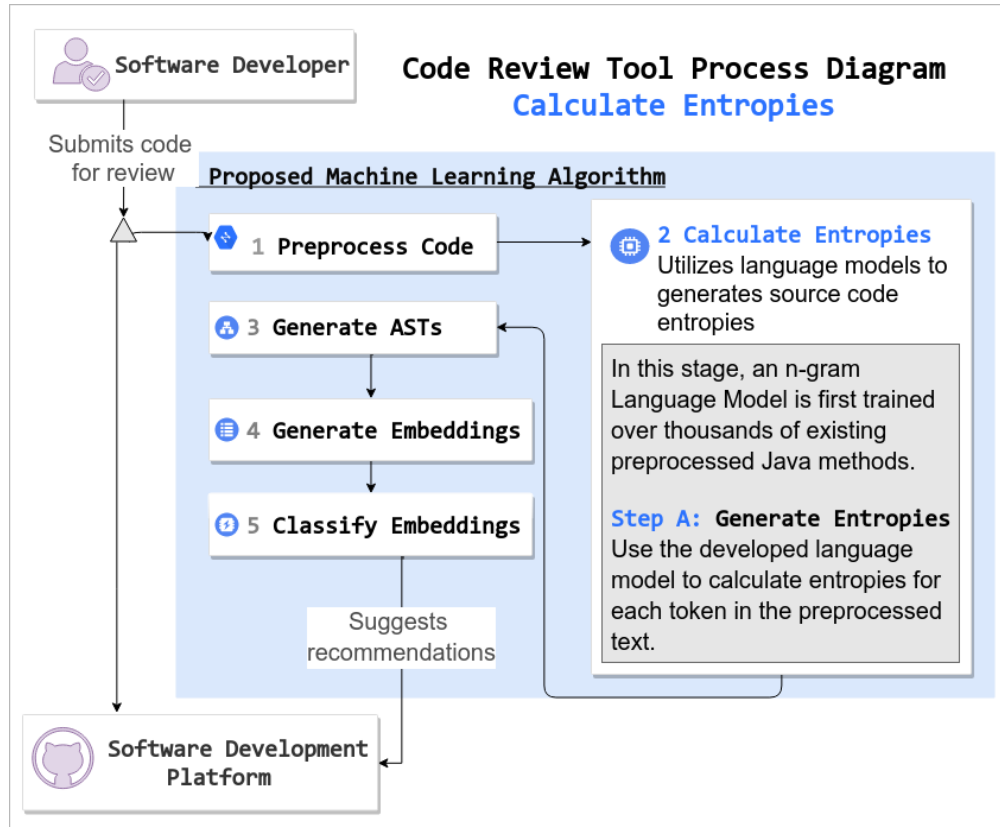 Software Developer
Code Review Tool Process Diagram
Calculate Entropies
Submits code
for review
Proposed Machine Learning Algorithm
1 Preprocess Code
2 Calculate Entropies
Utilizes language models to
generates source code
entropies
In this stage, an n-gram
Language Model is first trained
over thousands of existing
preprocessed Java methods.
Step A: Generate Entropies
Use the developed language
model to calculate entropies for
each token in the preprocessed
text.
3 Generate ASTs
4 Generate Embeddings
5 Classify Embeddings
Suggests
recommendations
Software Development
Platform